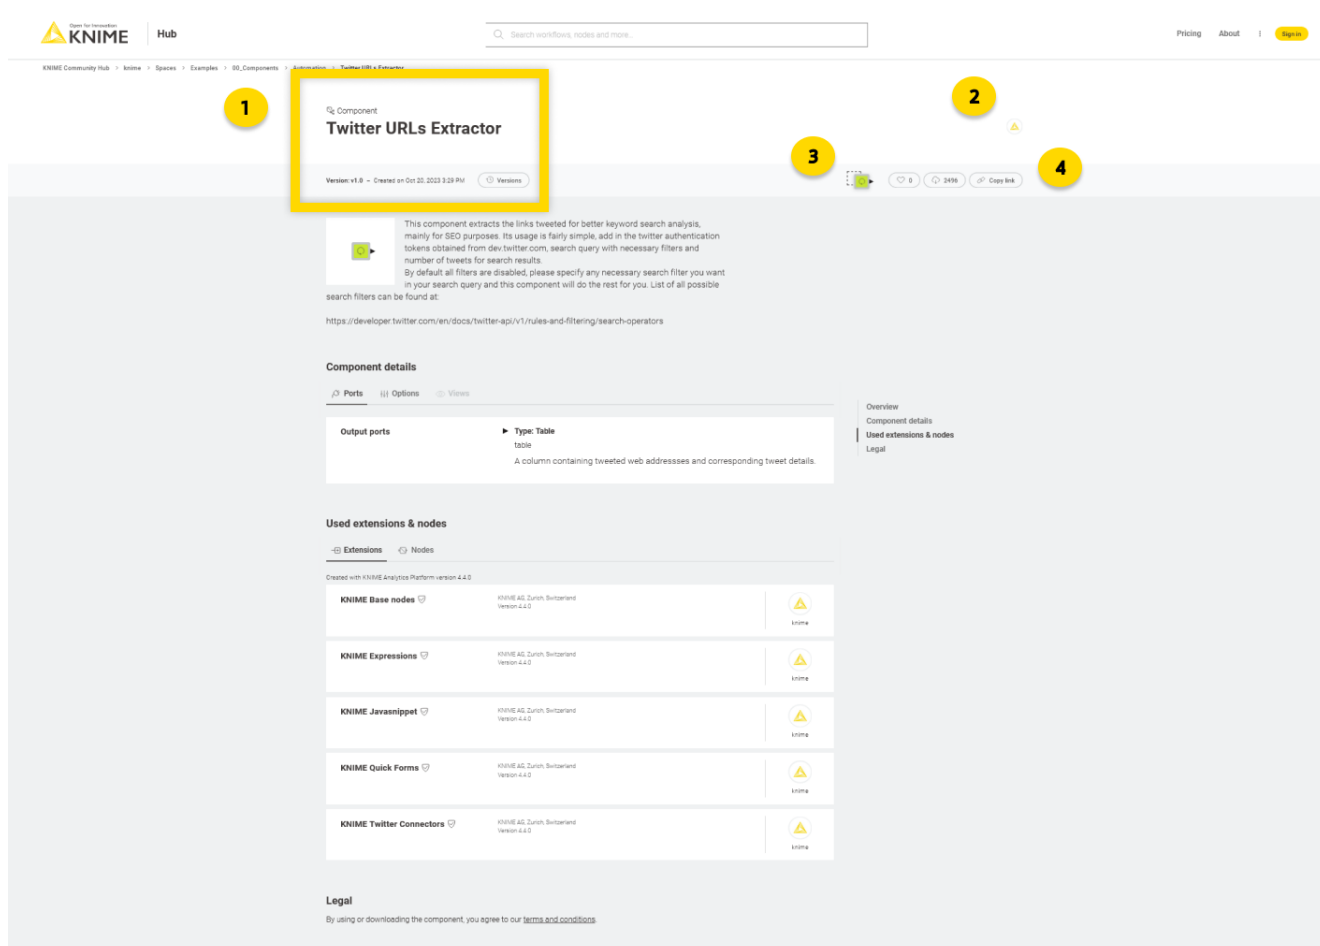 Open for Innovation
KNIME
Hub
Search workflows, nodes and more...
Pricing About Sign in
KNIME Community Hub > knime > Spaces > Examples > 00_Components > Automation > Twitter URLs Extractor
1
2
3
4
Component
Twitter URLs Extractor
Version: v1.0 – Created on Oct 20, 2023 3:29 PM Versions
0 2496 Copy link
This component extracts the links tweeted for better keyword search analysis,
mainly for SEO purposes. Its usage is fairly simple, add in the twitter authentication
tokens obtained from dev.twitter.com, search query with necessary filters and
number of tweets for search results.
By default all filters are disabled, please specify any necessary search filter you want
in your search query and this component will do the rest for you. List of all possible
search filters can be found at:
https://developer.twitter.com/en/docs/twitter-api/v1/rules-and-filtering/search-operators
Component details
Ports Options Views
Output ports
Type: Table
table
A column containing tweeted web addressses and corresponding tweet details.
Overview
Component details
Used extensions & nodes
Legal
Used extensions & nodes
Extensions Nodes
Created with KNIME Analytics Platform version 4.4.0
KNIME Base nodes
KNIME AG, Zurich, Switzerland
Version 4.4.0
knime
KNIME Expressions
KNIME AG, Zurich, Switzerland
Version 4.4.0
knime
KNIME Javasnippet
KNIME AG, Zurich, Switzerland
Version 4.4.0
knime
KNIME Quick Forms
KNIME AG, Zurich, Switzerland
Version 4.4.0
knime
KNIME Twitter Connectors
KNIME AG, Zurich, Switzerland
Version 4.4.0
knime
Legal
By using or downloading the component, you agree to our terms and conditions.